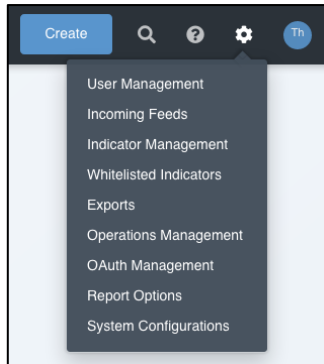 Create
Th
User Management
Incoming Feeds
Indicator Management
Whitelisted Indicators
Exports
Operations Management
OAuth Management
Report Options
System Configurations